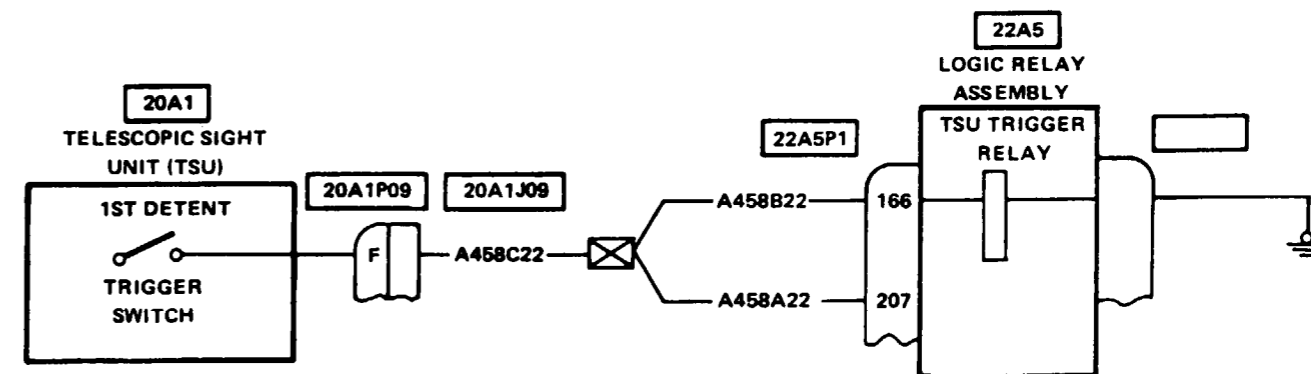 20A1
TELESCOPIC SIGHT
UNIT (TSU)
1ST DETENT
TRIGGER
SWITCH
20A1P09
20A1J09
F
A458C22
A458B22
A458A22
22A5P1
166
207
22A5
LOGIC RELAY
ASSEMBLY
TSU TRIGGER
RELAY